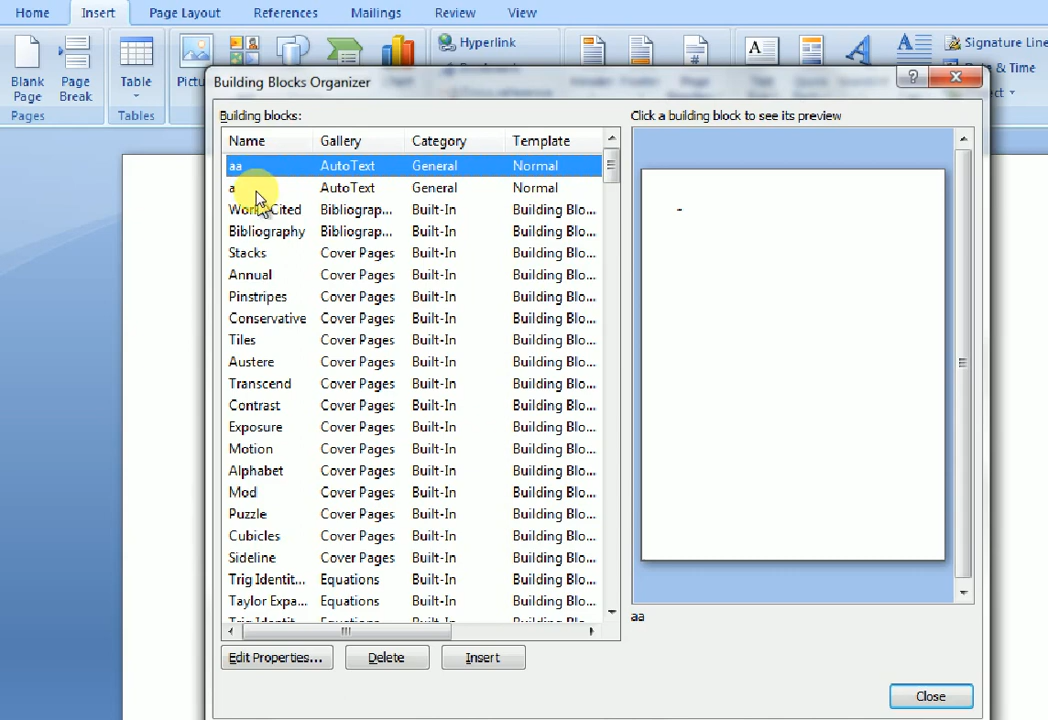 Home Insert Page Layout References Mailings Review View
Blank Page
Page Break
Table
Hyperlink
Signature Line
Pages
Tables
Building Blocks Organizer
Building blocks:
Click a building block to see its preview
Name Gallery Category Template
aa AutoText General Normal
a AutoText General Normal
Works Cited Bibliograp... Built-In Building Blo...
Bibliography Bibliograp... Built-In Building Blo...
Stacks Cover Pages Built-In Building Blo...
Annual Cover Pages Built-In Building Blo...
Pinstripes Cover Pages Built-In Building Blo...
Conservative Cover Pages Built-In Building Blo...
Tiles Cover Pages Built-In Building Blo...
Austere Cover Pages Built-In Building Blo...
Transcend Cover Pages Built-In Building Blo...
Contrast Cover Pages Built-In Building Blo...
Exposure Cover Pages Built-In Building Blo...
Motion Cover Pages Built-In Building Blo...
Alphabet Cover Pages Built-In Building Blo...
Mod Cover Pages Built-In Building Blo...
Puzzle Cover Pages Built-In Building Blo...
Cubicles Cover Pages Built-In Building Blo...
Sideline Cover Pages Built-In Building Blo...
Trig Identit... Equations Built-In Building Blo...
Taylor Expa... Equations Built-In Building Blo...
aa
Edit Properties... Delete Insert
Close